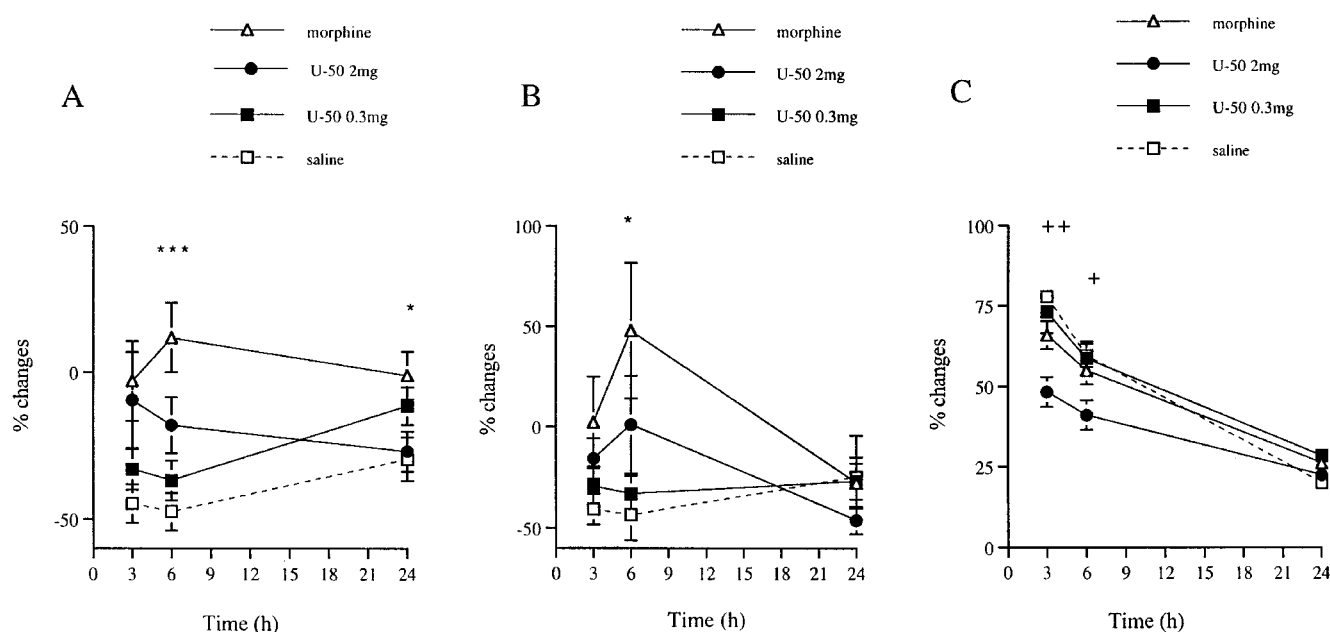 morphine
U-50 2mg
U-50 0.3mg
saline
A
50
0
-50
% changes
***
*
0 3 6 9 12 15 18 21 24
Time (h)
morphine
U-50 2mg
U-50 0.3mg
saline
B
100
50
0
-50
% changes
*
0 3 6 9 12 15 18 21 24
Time (h)
morphine
U-50 2mg
U-50 0.3mg
saline
C
100
75
50
25
0
% changes
++
+
0 3 6 9 12 15 18 21 24
Time (h)